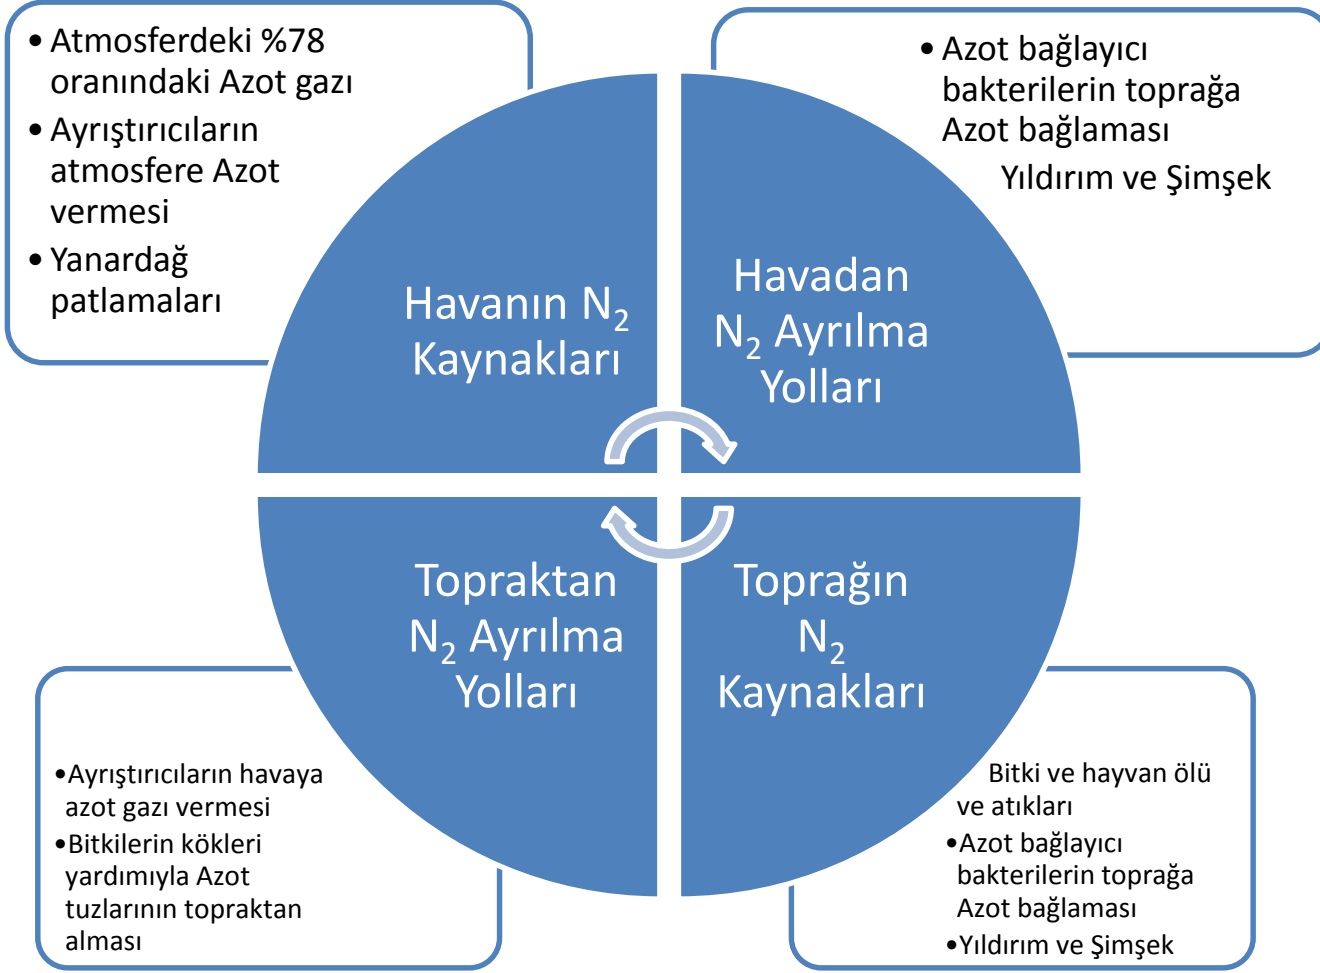 • Atmosferdeki %78
oranındaki Azot gazı
• Ayrıştırıcıların
atmosfere Azot
vermesi
• Yanardağ
patlamaları
• Azot bağlayıcı
bakterilerin toprağa
Azot bağlaması
Yıldırım ve Şimşek
Havanın N₂
Kaynakları
Havadan
N₂ Ayrılma
Yolları
Topraktan
N₂ Ayrılma
Yolları
Toprağın
N₂
Kaynakları
•Ayrıştırıcıların havaya
azot gazı vermesi
•Bitkilerin kökleri
yardımıyla Azot
tuzlarının topraktan
alması
Bitki ve hayvan ölü
ve atıkları
•Azot bağlayıcı
bakterilerin toprağa
Azot bağlaması
•Yıldırım ve Şimşek